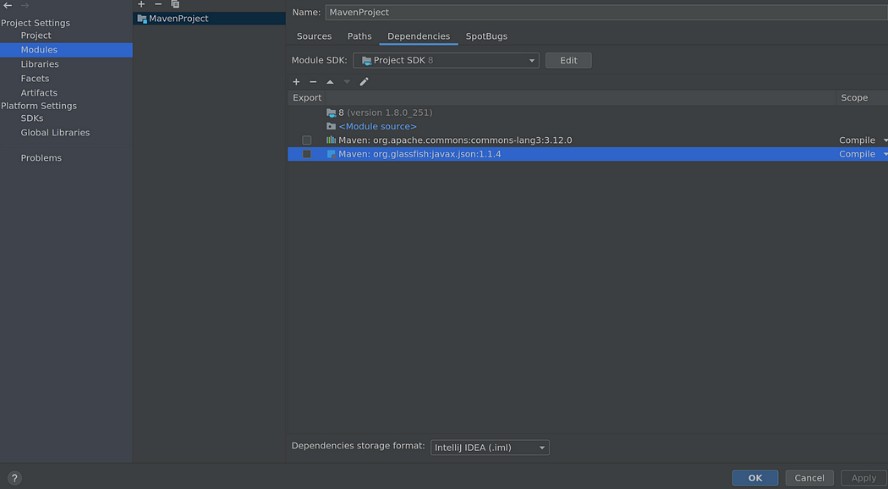 MavenProject
Project Settings
Project
Modules
Libraries
Facets
Artifacts
Platform Settings
SDKs
Global Libraries
Problems
Name: MavenProject
Sources Paths Dependencies SpotBugs
Module SDK: Project SDK 8 Edit
Export Scope
8 (version 1.8.0_251)
<Module source>
Maven: org.apache.commons:commons-lang3:3.12.0 Compile
Maven: org.glassfish:javax.json:1.1.4 Compile
Dependencies storage format: IntelliJ IDEA (.iml)
? OK Cancel Apply